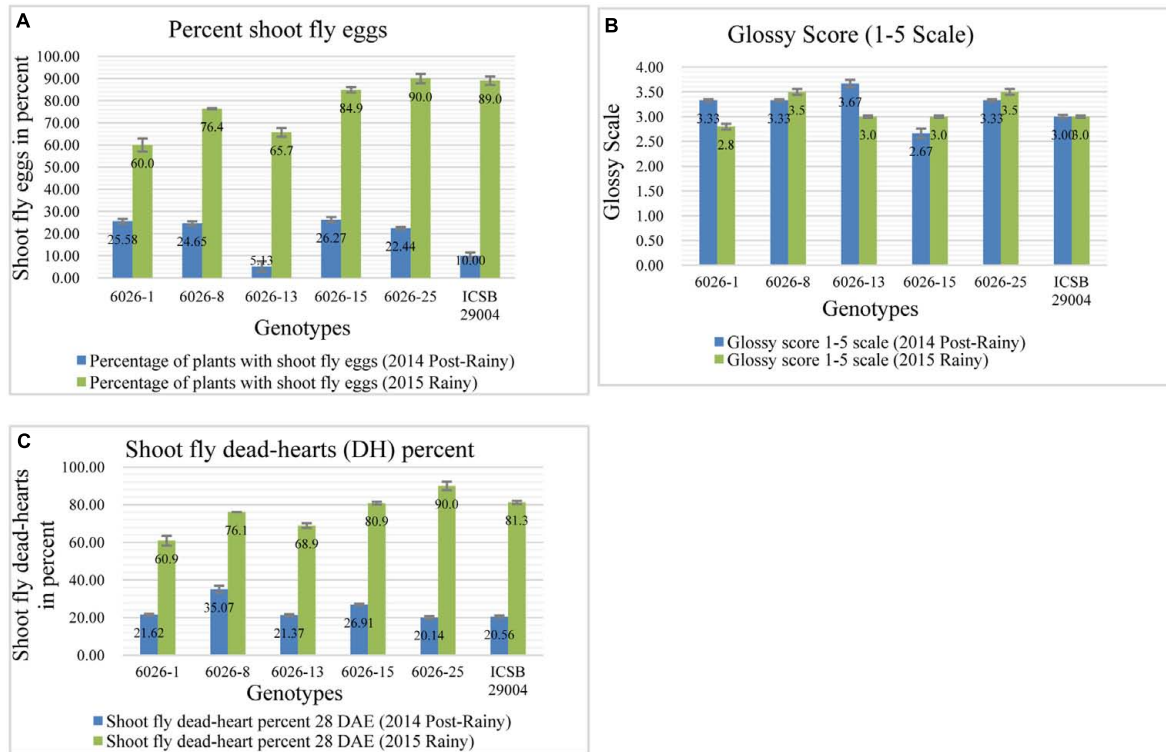 A
Percent shoot fly eggs
Shoot fly eggs in percent
100.00
90.00
80.00
70.00
60.00
50.00
40.00
30.00
20.00
10.00
0.00
25.58
60.0
24.65
76.4
5.13
65.7
26.27
84.9
22.44
90.0
10.00
89.0
6026-1 6026-8 6026-13 6026-15 6026-25 ICSB
29004
Genotypes
Percentage of plants with shoot fly eggs (2014 Post-Rainy)
Percentage of plants with shoot fly eggs (2015 Rainy)
B
Glossy Score (1-5 Scale)
Glossy Scale
4.00
3.50
3.00
2.50
2.00
1.50
1.00
0.50
0.00
3.33
2.8
3.33
3.5
3.67
3.0
2.67
3.0
3.33
3.5
3.00
3.0
6026-1 6026-8 6026-13 6026-15 6026-25 ICSB
29004
Genotypes
Glossy score 1-5 scale (2014 Post-Rainy)
Glossy score 1-5 scale (2015 Rainy)
C
Shoot fly dead-hearts (DH) percent
Shoot fly dead-hearts
in percent
100.00
80.00
60.00
40.00
20.00
0.00
21.62
60.9
35.07
76.1
21.37
68.9
26.91
80.9
20.14
90.0
20.56
81.3
6026-1 6026-8 6026-13 6026-15 6026-25 ICSB
29004
Genotypes
Shoot fly dead-heart percent 28 DAE (2014 Post-Rainy)
Shoot fly dead-heart percent 28 DAE (2015 Rainy)